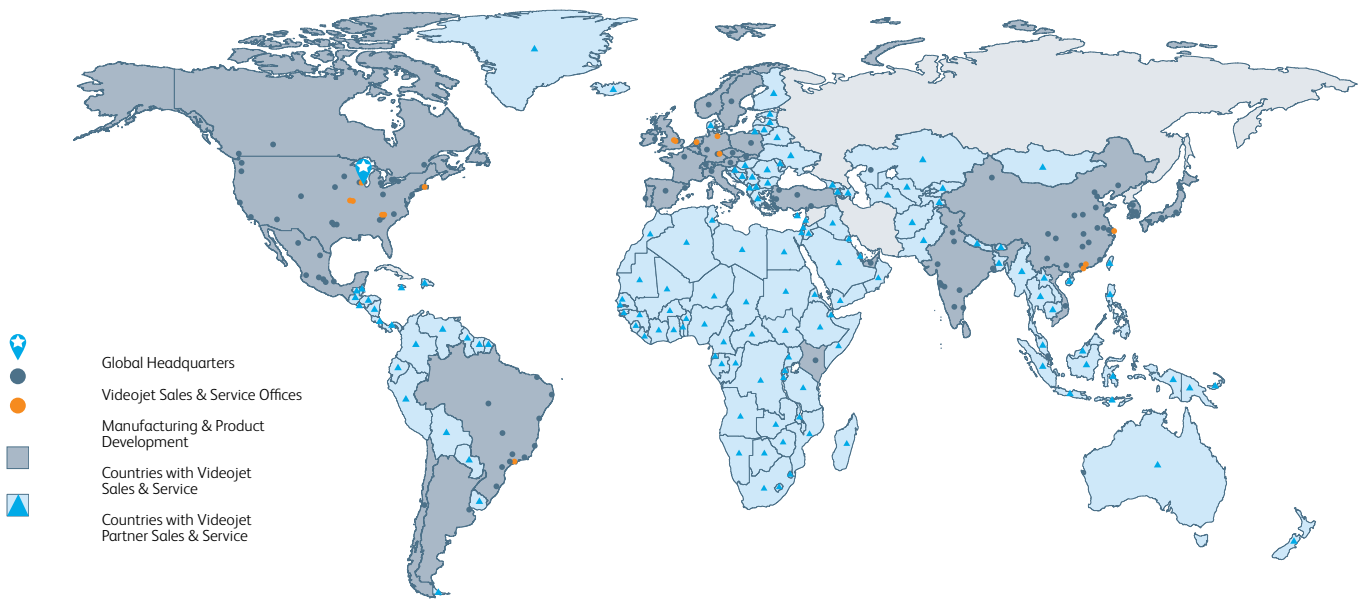 Global Headquarters
Videojet Sales & Service Offices
Manufacturing & Product
Development
Countries with Videojet
Sales & Service
Countries with Videojet
Partner Sales & Service